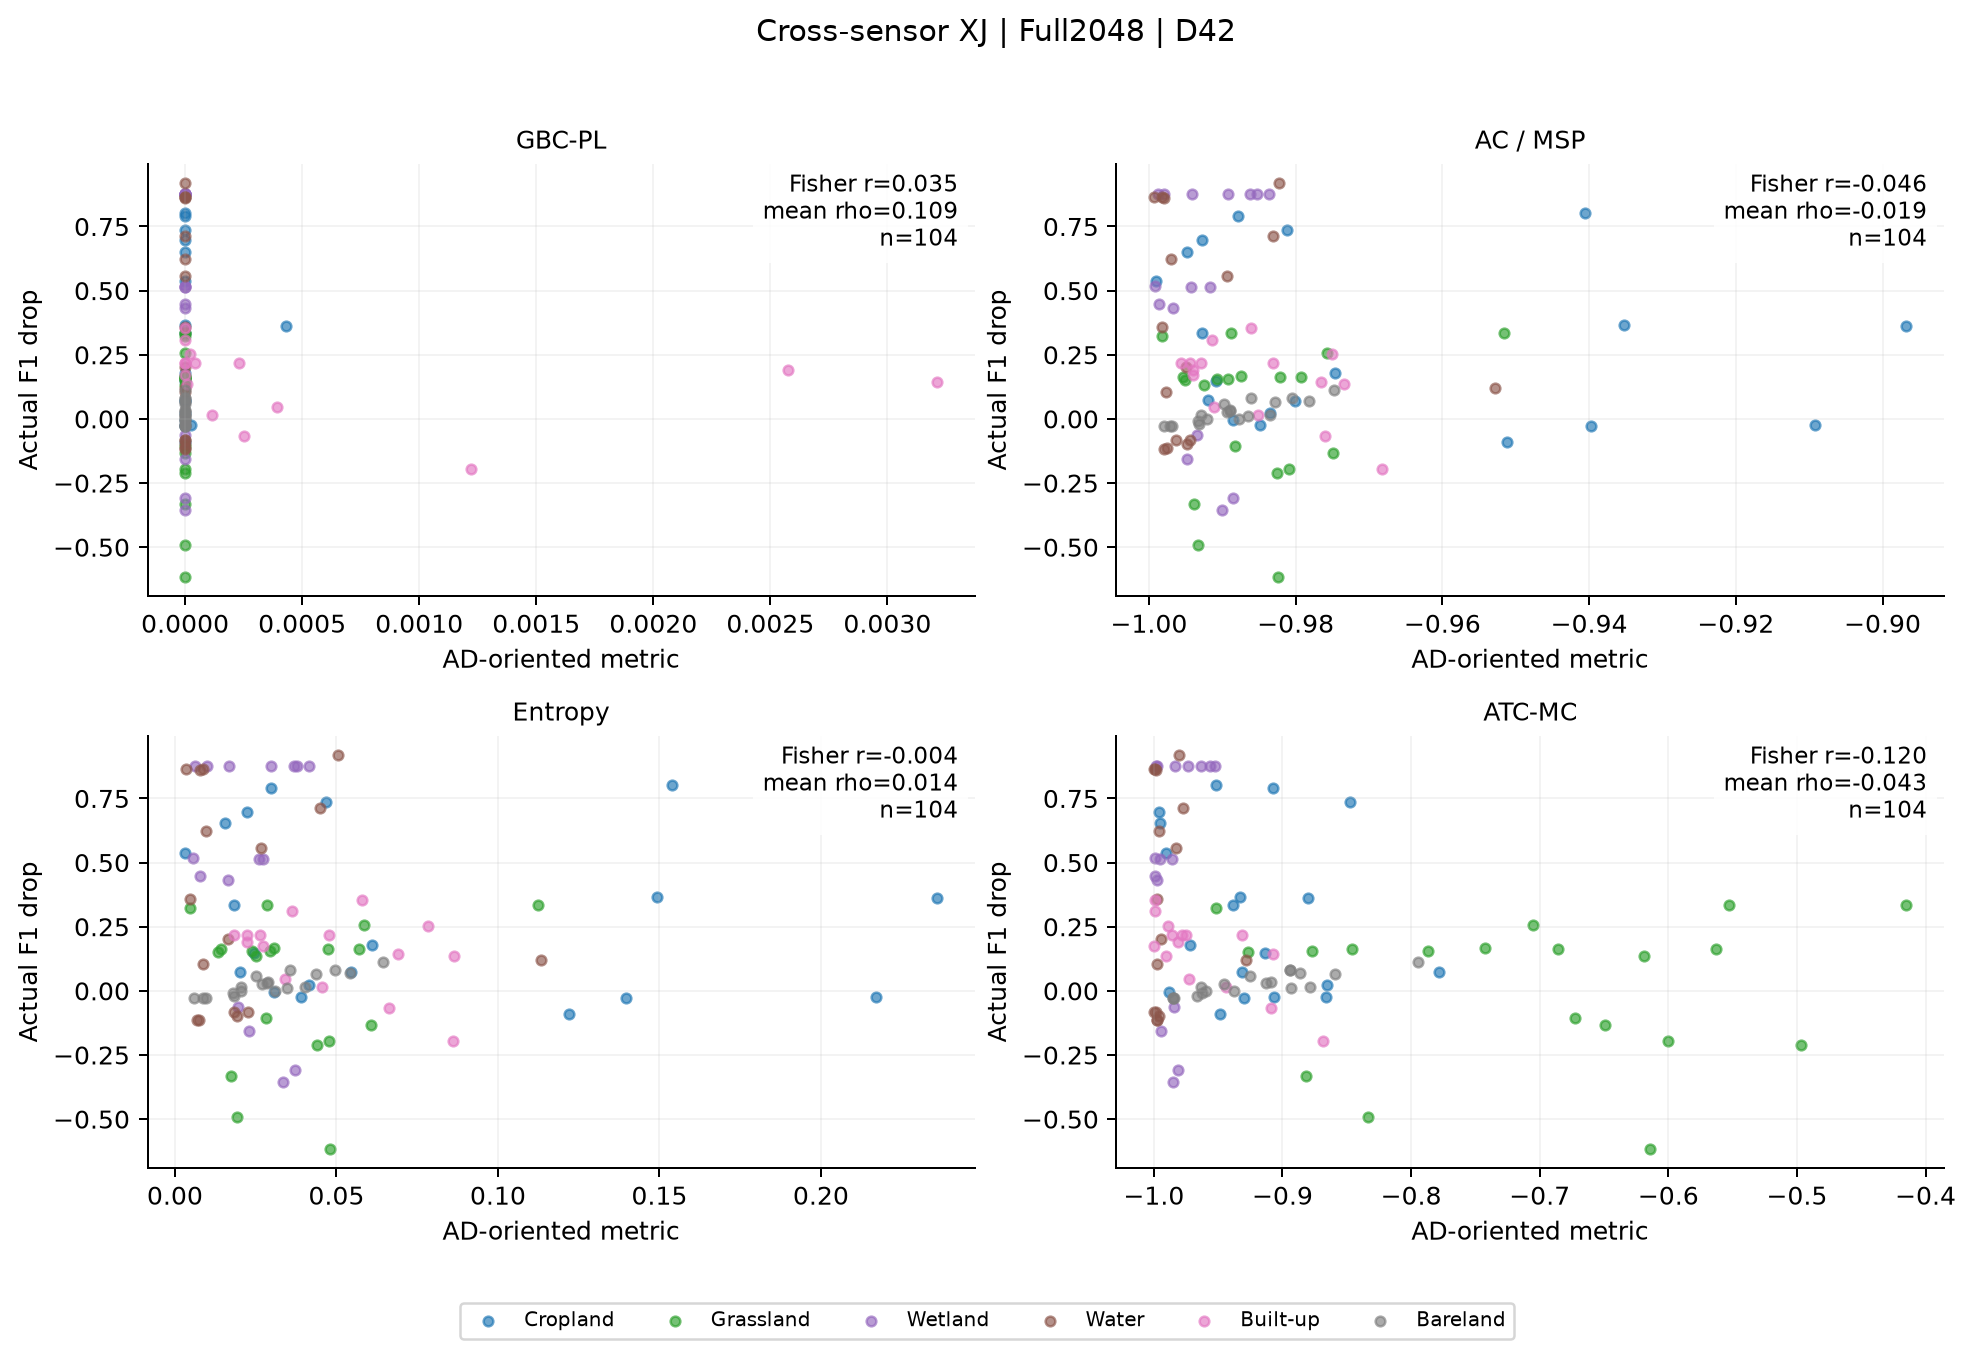 Cross-sensor XJ | Full2048 | D42
GBC-PL
Fisher r=0.035
mean rho=0.109
n=104
Actual F1 drop
0.75
0.50
0.25
0.00
−0.25
−0.50
0.0000 0.0005 0.0010 0.0015 0.0020 0.0025 0.0030
AD-oriented metric
AC / MSP
Fisher r=-0.046
mean rho=-0.019
n=104
Actual F1 drop
0.75
0.50
0.25
0.00
−0.25
−0.50
−1.00 −0.98 −0.96 −0.94 −0.92 −0.90
AD-oriented metric
Entropy
Fisher r=-0.004
mean rho=0.014
n=104
Actual F1 drop
0.75
0.50
0.25
0.00
−0.25
−0.50
0.00 0.05 0.10 0.15 0.20
AD-oriented metric
ATC-MC
Fisher r=-0.120
mean rho=-0.043
n=104
Actual F1 drop
0.75
0.50
0.25
0.00
−0.25
−0.50
−1.0 −0.9 −0.8 −0.7 −0.6 −0.5 −0.4
AD-oriented metric
Cropland Grassland Wetland Water Built-up Bareland